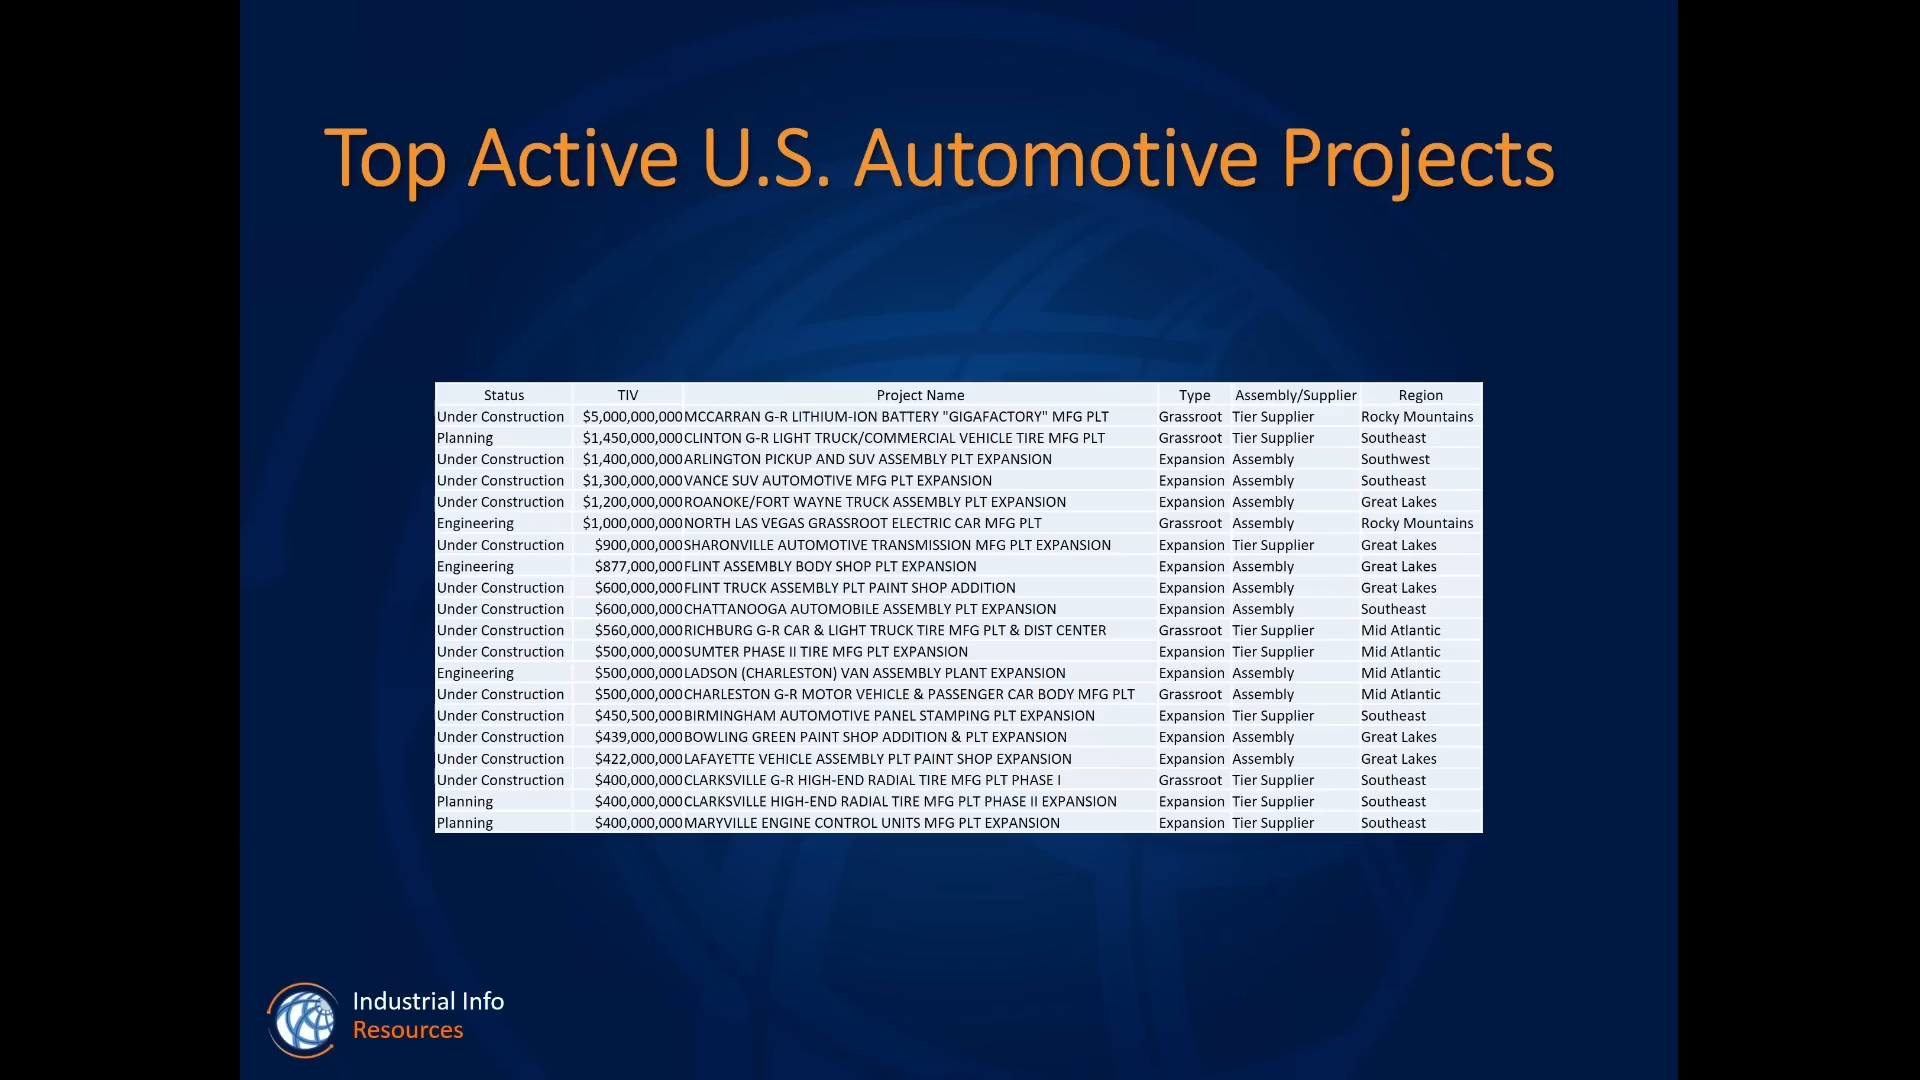 Top Active U.S. Automotive Projects
Status TIV Project Name Type Assembly/Supplier Region
Under Construction $5,000,000,000 MCCARRAN G-R LITHIUM-ION BATTERY "GIGAFACTORY" MFG PLT Grassroot Tier Supplier Rocky Mountains
Planning $1,450,000,000 CLINTON G-R LIGHT TRUCK/COMMERCIAL VEHICLE TIRE MFG PLT Grassroot Tier Supplier Southeast
Under Construction $1,400,000,000 ARLINGTON PICKUP AND SUV ASSEMBLY PLT EXPANSION Expansion Assembly Southwest
Under Construction $1,300,000,000 VANCE SUV AUTOMOTIVE MFG PLT EXPANSION Expansion Assembly Southeast
Under Construction $1,200,000,000 ROANOKE/FORT WAYNE TRUCK ASSEMBLY PLT EXPANSION Expansion Assembly Great Lakes
Engineering $1,000,000,000 NORTH LAS VEGAS GRASSROOT ELECTRIC CAR MFG PLT Grassroot Assembly Rocky Mountains
Under Construction $900,000,000 SHARONVILLE AUTOMOTIVE TRANSMISSION MFG PLT EXPANSION Expansion Tier Supplier Great Lakes
Engineering $877,000,000 FLINT ASSEMBLY BODY SHOP PLT EXPANSION Expansion Assembly Great Lakes
Under Construction $600,000,000 FLINT TRUCK ASSEMBLY PLT PAINT SHOP ADDITION Expansion Assembly Great Lakes
Under Construction $600,000,000 CHATTANOOGA AUTOMOBILE ASSEMBLY PLT EXPANSION Expansion Assembly Southeast
Under Construction $560,000,000 RICHBURG G-R CAR & LIGHT TRUCK TIRE MFG PLT & DIST CENTER Grassroot Tier Supplier Mid Atlantic
Under Construction $500,000,000 SUMTER PHASE II TIRE MFG PLT EXPANSION Expansion Tier Supplier Mid Atlantic
Engineering $500,000,000 LADSON (CHARLESTON) VAN ASSEMBLY PLANT EXPANSION Expansion Assembly Mid Atlantic
Under Construction $500,000,000 CHARLESTON G-R MOTOR VEHICLE & PASSENGER CAR BODY MFG PLT Grassroot Assembly Mid Atlantic
Under Construction $450,500,000 BIRMINGHAM AUTOMOTIVE PANEL STAMPING PLT EXPANSION Expansion Tier Supplier Southeast
Under Construction $439,000,000 BOWLING GREEN PAINT SHOP ADDITION & PLT EXPANSION Expansion Assembly Great Lakes
Under Construction $422,000,000 LAFAYETTE VEHICLE ASSEMBLY PLT PAINT SHOP EXPANSION Expansion Assembly Great Lakes
Under Construction $400,000,000 CLARKSVILLE G-R HIGH-END RADIAL TIRE MFG PLT PHASE I Grassroot Tier Supplier Southeast
Planning $400,000,000 CLARKSVILLE HIGH-END RADIAL TIRE MFG PLT PHASE II EXPANSION Expansion Tier Supplier Southeast
Planning $400,000,000 MARYVILLE ENGINE CONTROL UNITS MFG PLT EXPANSION Expansion Tier Supplier Southeast
Industrial Info
Resources